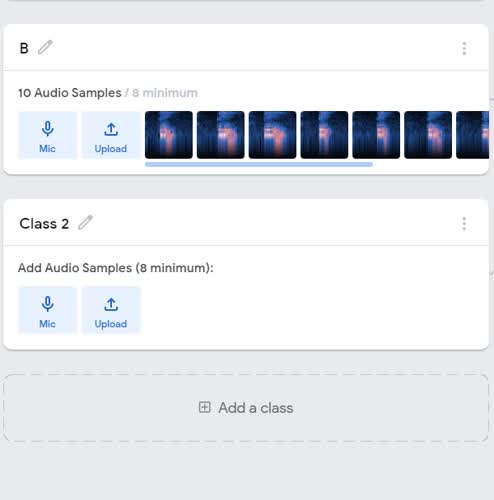 B
10 Audio Samples / 8 minimum
Mic Upload
Class 2
Add Audio Samples (8 minimum):
Mic Upload
Add a class